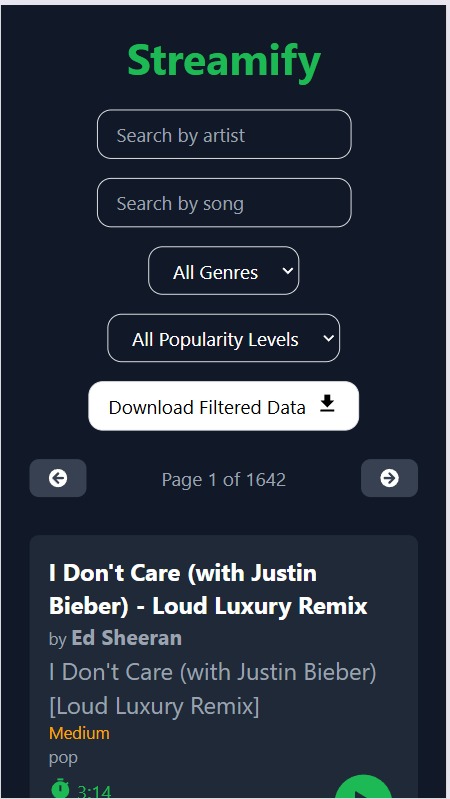 Streamify
Search by artist
Search by song
All Genres
All Popularity Levels
Download Filtered Data
Page 1 of 1642
I Don't Care (with Justin
Bieber) - Loud Luxury Remix
by Ed Sheeran
I Don't Care (with Justin Bieber)
[Loud Luxury Remix]
Medium
pop
3:14